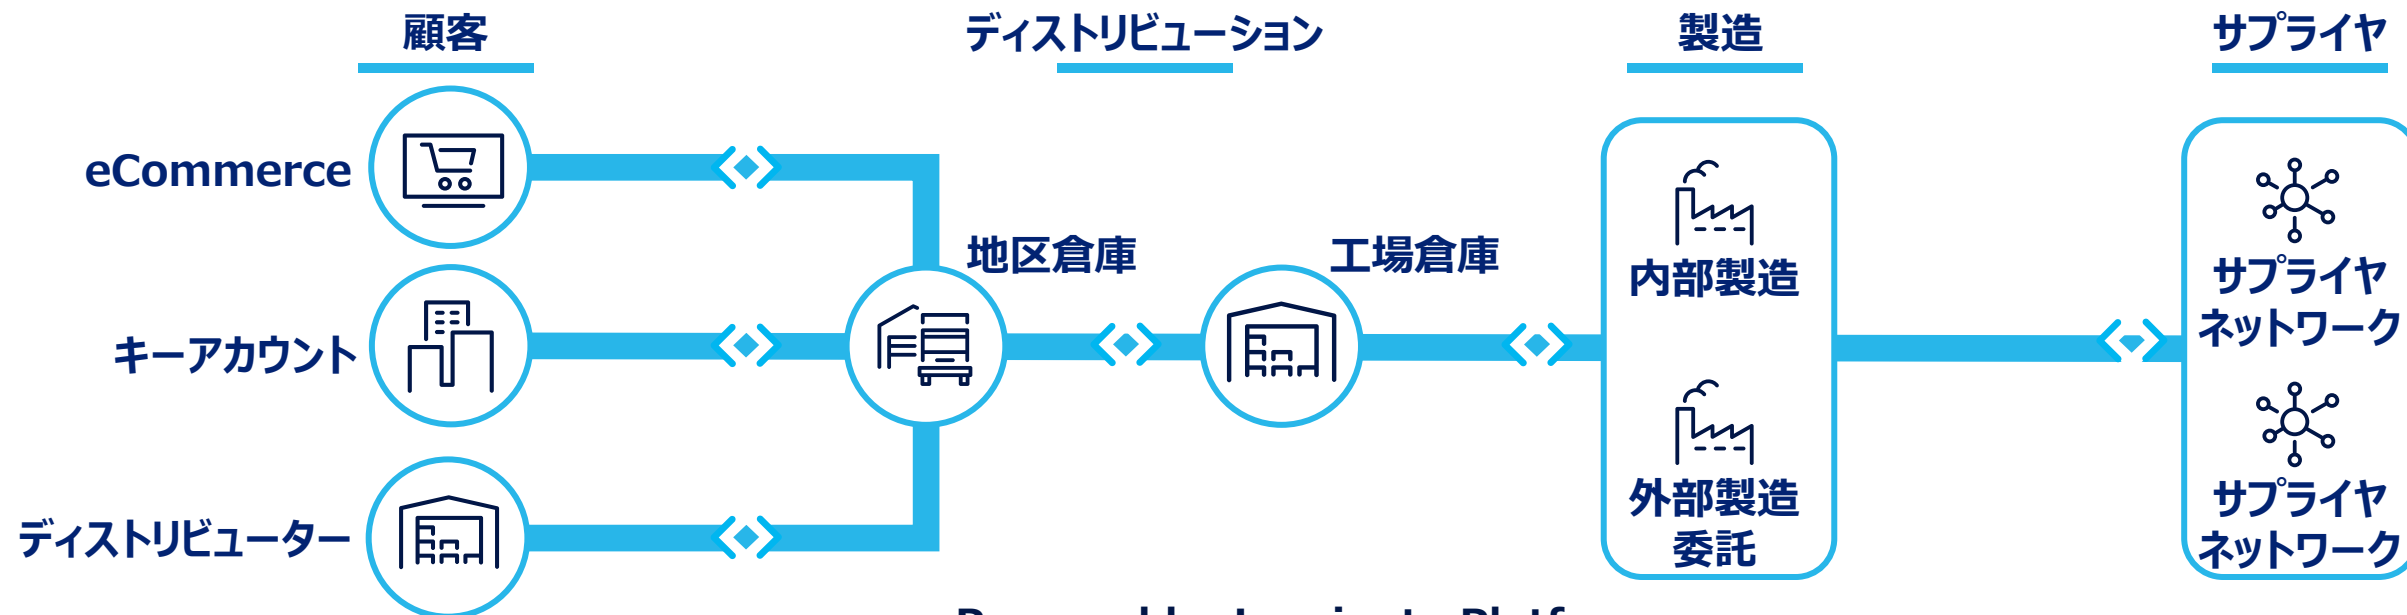 顧客
ディストリビューション
製造
サプライヤ
eCommerce
キーアカウント
ディストリビューター
地区倉庫
工場倉庫
内部製造
外部製造
委託
サプライヤ
ネットワーク
サプライヤ
ネットワーク